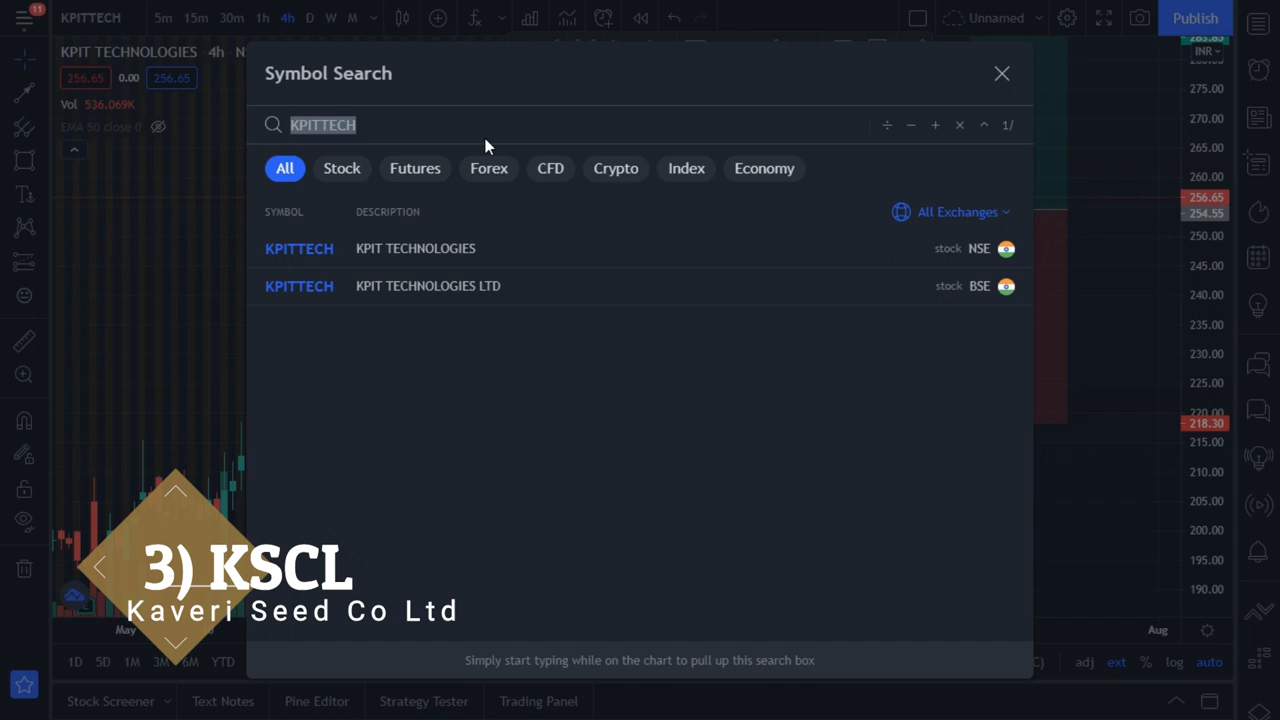 11
KPITTECH 5m 15m 30m 1h 4h D W M Unnamed Publish
KPIT TECHNOLOGIES · 4h · N
256.65 0.00 256.65
Vol 536.069K
EMA 50 close 0
Symbol Search
KPITTECH 1/
All Stock Futures Forex CFD Crypto Index Economy
SYMBOL DESCRIPTION All Exchanges
KPITTECH KPIT TECHNOLOGIES stock NSE
KPITTECH KPIT TECHNOLOGIES LTD stock BSE
INR
275.00
270.00
265.00
260.00
256.65
254.55
250.00
245.00
240.00
235.00
230.00
225.00
220.00
218.30
215.00
210.00
205.00
200.00
195.00
190.00
3) KSCL
Kaveri Seed Co Ltd
May Aug
Simply start typing while on the chart to pull up this search box
1D 5D 1M 3M 6M YTD adj ext % log auto
Stock Screener Text Notes Pine Editor Strategy Tester Trading Panel